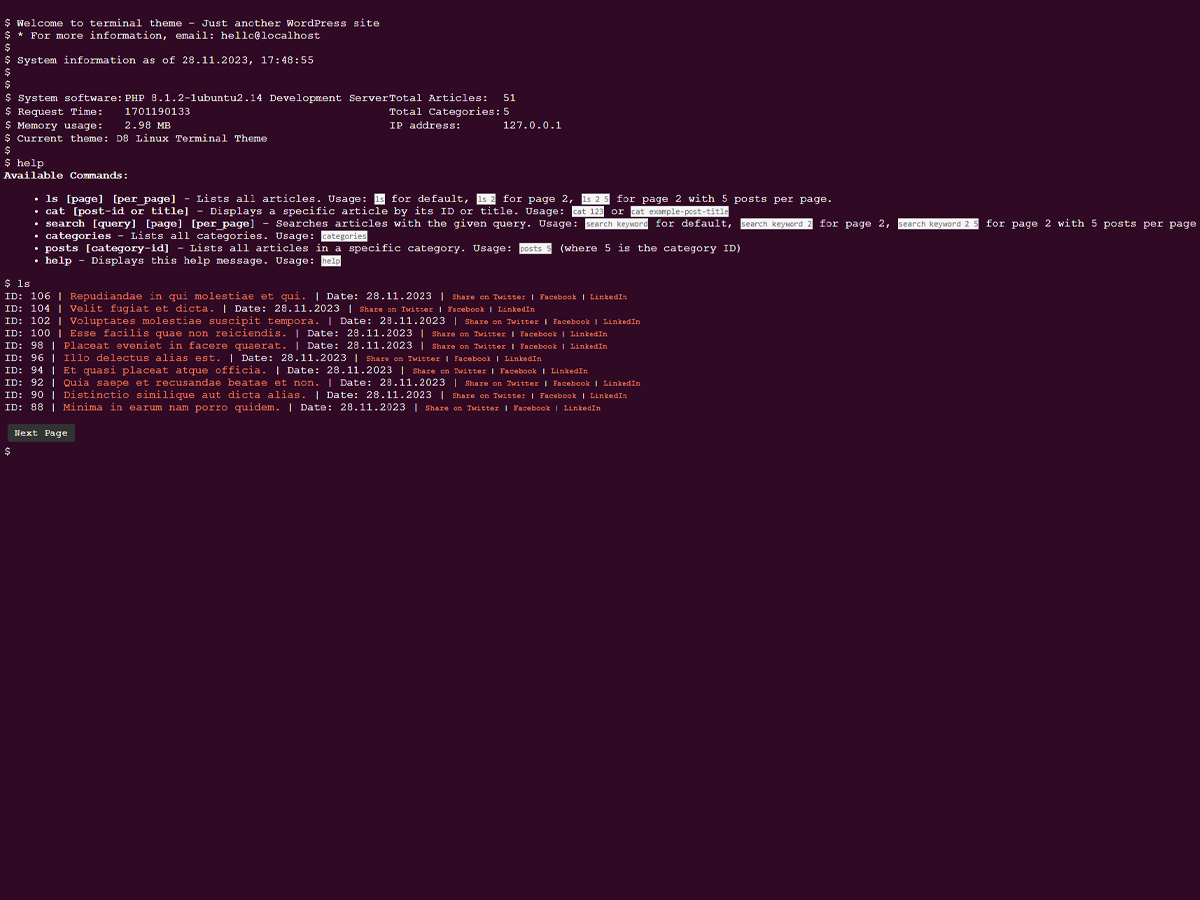 $ Welcome to terminal theme - Just another WordPress site
$ * For more information, email: hello@localhost
$
$ System information as of 28.11.2023, 17:48:55
$
$
$ System software: PHP 8.1.2-1ubuntu2.14 Development Server Total Articles: 51
$ Request Time: 1701190133 Total Categories: 5
$ Memory usage: 2.98 MB IP address: 127.0.0.1
$ Current theme: D8 Linux Terminal Theme
$
$ help
Available Commands:
• ls [page] [per_page] - Lists all articles. Usage: ls for default, ls 2 for page 2, ls 2 5 for page 2 with 5 posts per page.
• cat [post-id or title] - Displays a specific article by its ID or title. Usage: cat 123 or cat example-post-title
• search [query] [page] [per_page] - Searches articles with the given query. Usage: search keyword for default, search keyword 2 for page 2, search keyword 2 5 for page 2 with 5 posts per page
• categories - Lists all categories. Usage: categories
• posts [category-id] - Lists all articles in a specific category. Usage: posts 5 (where 5 is the category ID)
• help - Displays this help message. Usage: help
$ ls
ID: 106 | Repudiandae in qui molestiae et qui. | Date: 28.11.2023 | Share on Twitter | Facebook | LinkedIn
ID: 104 | Velit fugiat et dicta. | Date: 28.11.2023 | Share on Twitter | Facebook | LinkedIn
ID: 102 | Voluptates molestiae suscipit tempora. | Date: 28.11.2023 | Share on Twitter | Facebook | LinkedIn
ID: 100 | Esse facilis quae non reiciendis. | Date: 28.11.2023 | Share on Twitter | Facebook | LinkedIn
ID: 98 | Placeat eveniet in facere quaerat. | Date: 28.11.2023 | Share on Twitter | Facebook | LinkedIn
ID: 96 | Illo delectus alias est. | Date: 28.11.2023 | Share on Twitter | Facebook | LinkedIn
ID: 94 | Et quasi placeat atque officia. | Date: 28.11.2023 | Share on Twitter | Facebook | LinkedIn
ID: 92 | Quia saepe et recusandae beatae et non. | Date: 28.11.2023 | Share on Twitter | Facebook | LinkedIn
ID: 90 | Distinctio similique aut dicta alias. | Date: 28.11.2023 | Share on Twitter | Facebook | LinkedIn
ID: 88 | Minima in earum nam porro quidem. | Date: 28.11.2023 | Share on Twitter | Facebook | LinkedIn
Next Page
$